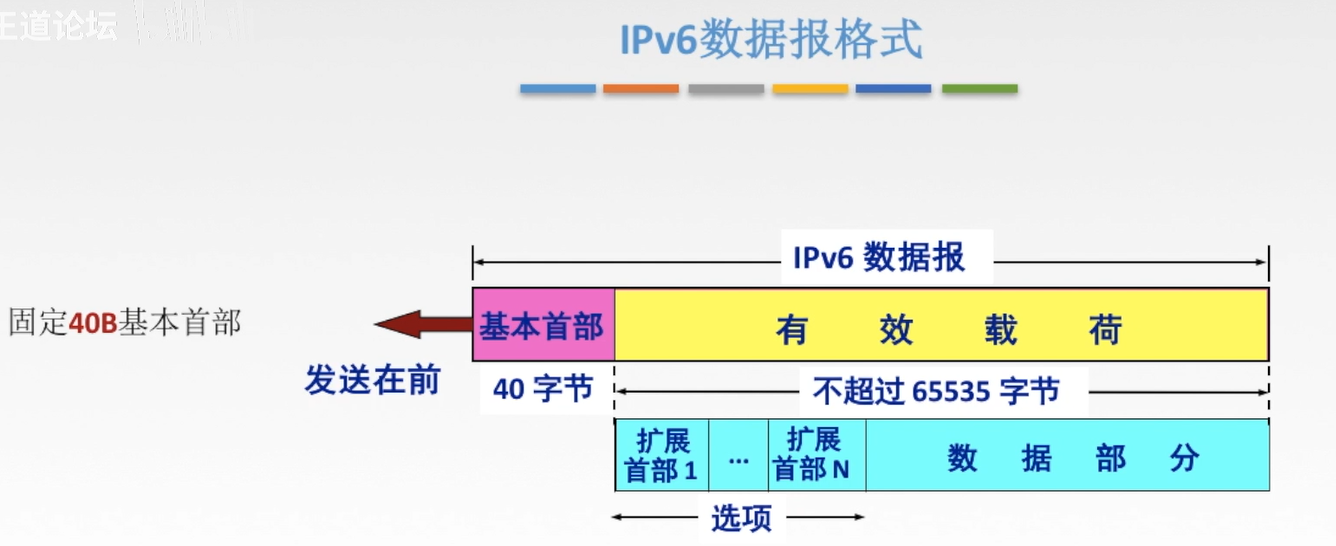 王道论坛
IPv6数据报格式
IPv6 数据报
固定40B基本首部
基本首部
有效载荷
发送在前
40 字节
不超过 65535 字节
扩展
首部 1
...
扩展
首部 N
数据部分
选项